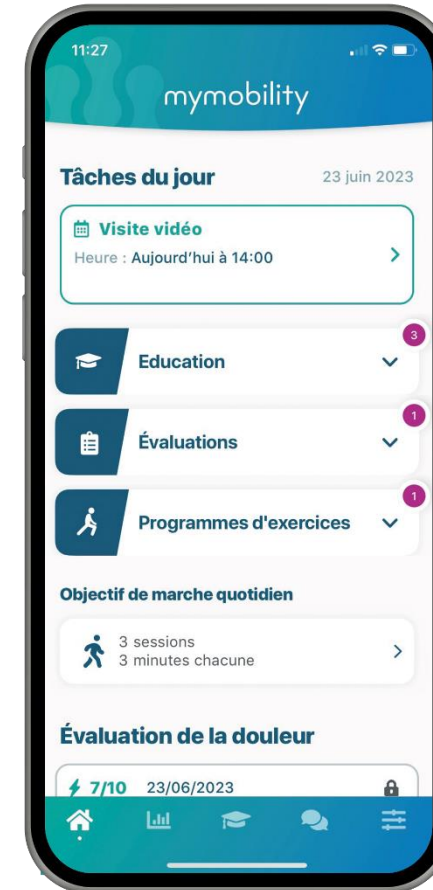 11:27
mymobility
Tâches du jour
23 juin 2023
Visite vidéo
Heure : Aujourd'hui à 14:00
3
Education
1
Évaluations
1
Programmes d'exercices
Objectif de marche quotidien
3 sessions
3 minutes chacune
Évaluation de la douleur
7/10 23/06/2023